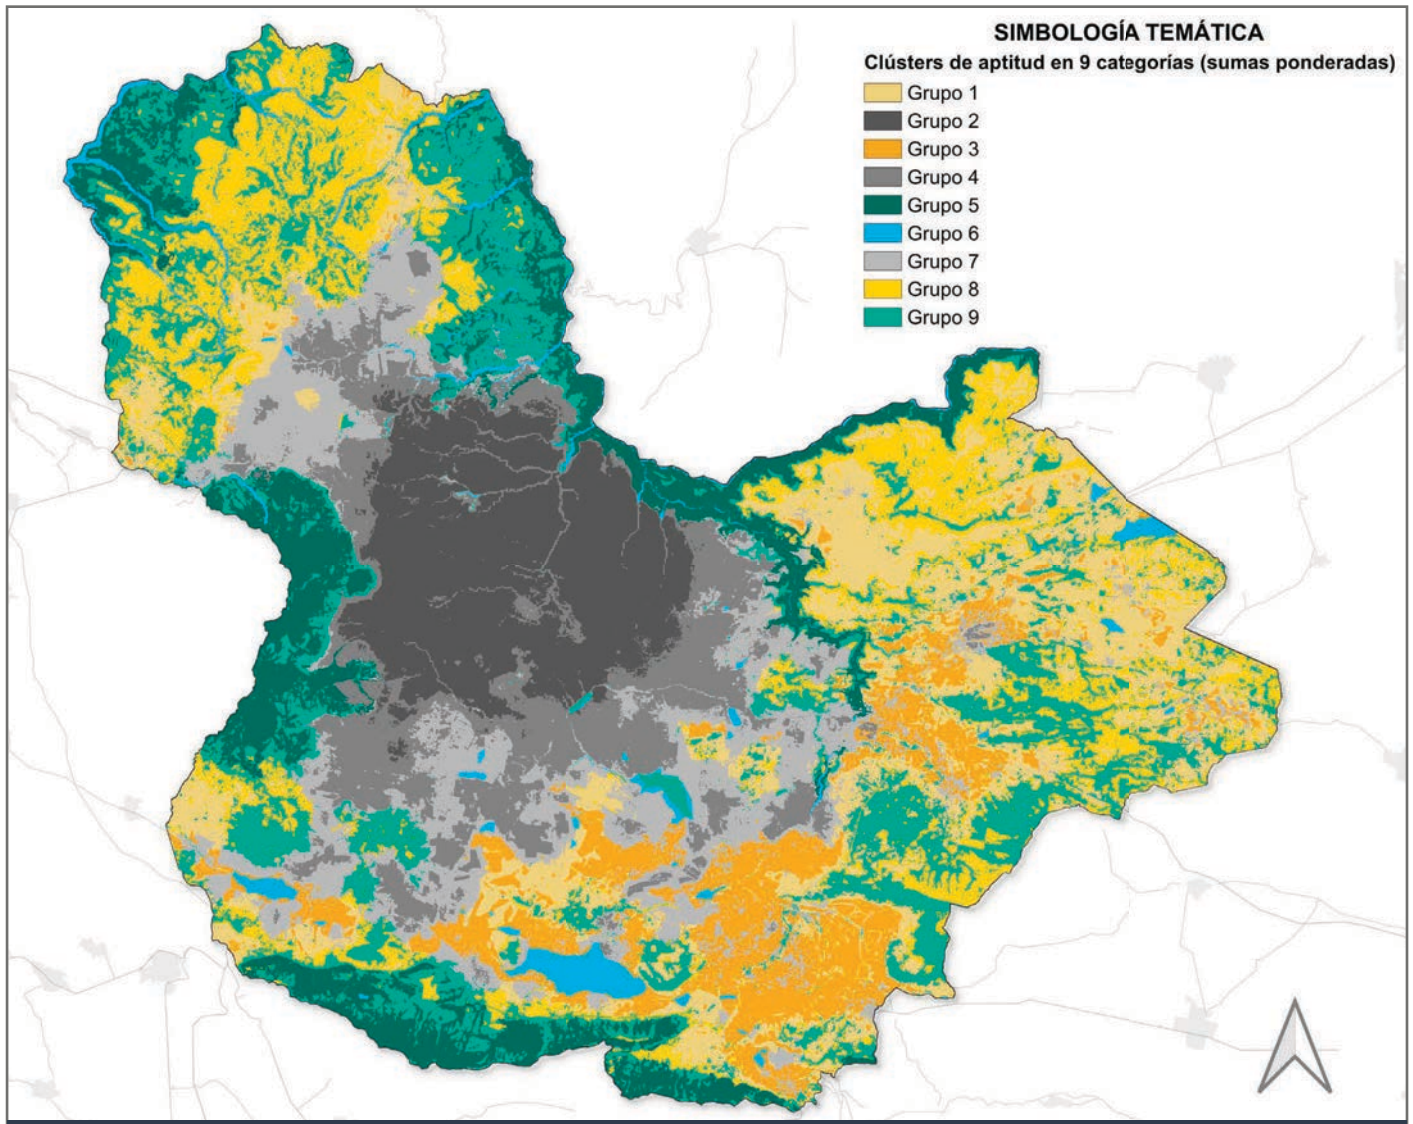 SIMBOLOGÍA TEMÁTICA
Clústers de aptitud en 9 categorías (sumas ponderadas)
Grupo 1
Grupo 2
Grupo 3
Grupo 4
Grupo 5
Grupo 6
Grupo 7
Grupo 8
Grupo 9